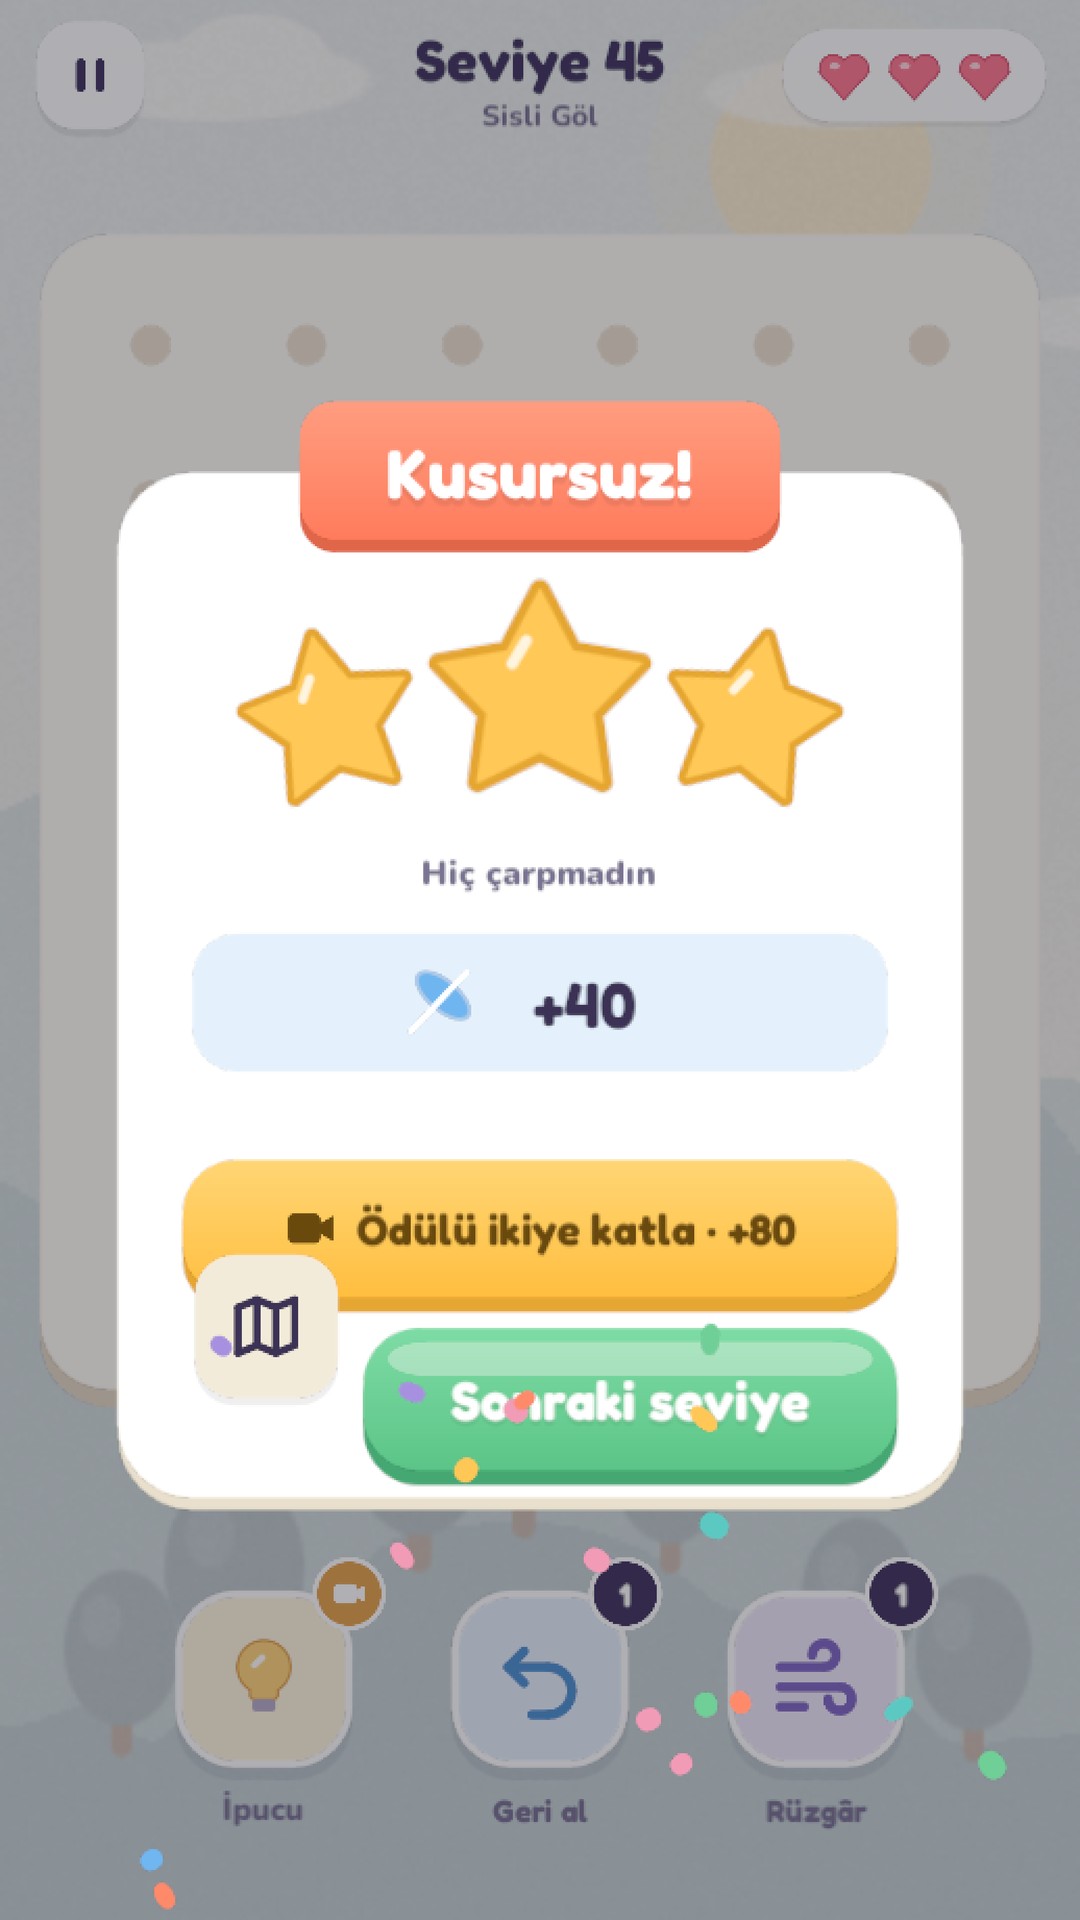 Seviye 45
Sisli Göl
Kusursuz!
Hiç çarpmadın
+40
Ödülü ikiye katla · +80
Sonraki seviye
1
1
İpucu
Geri al
Rüzgâr